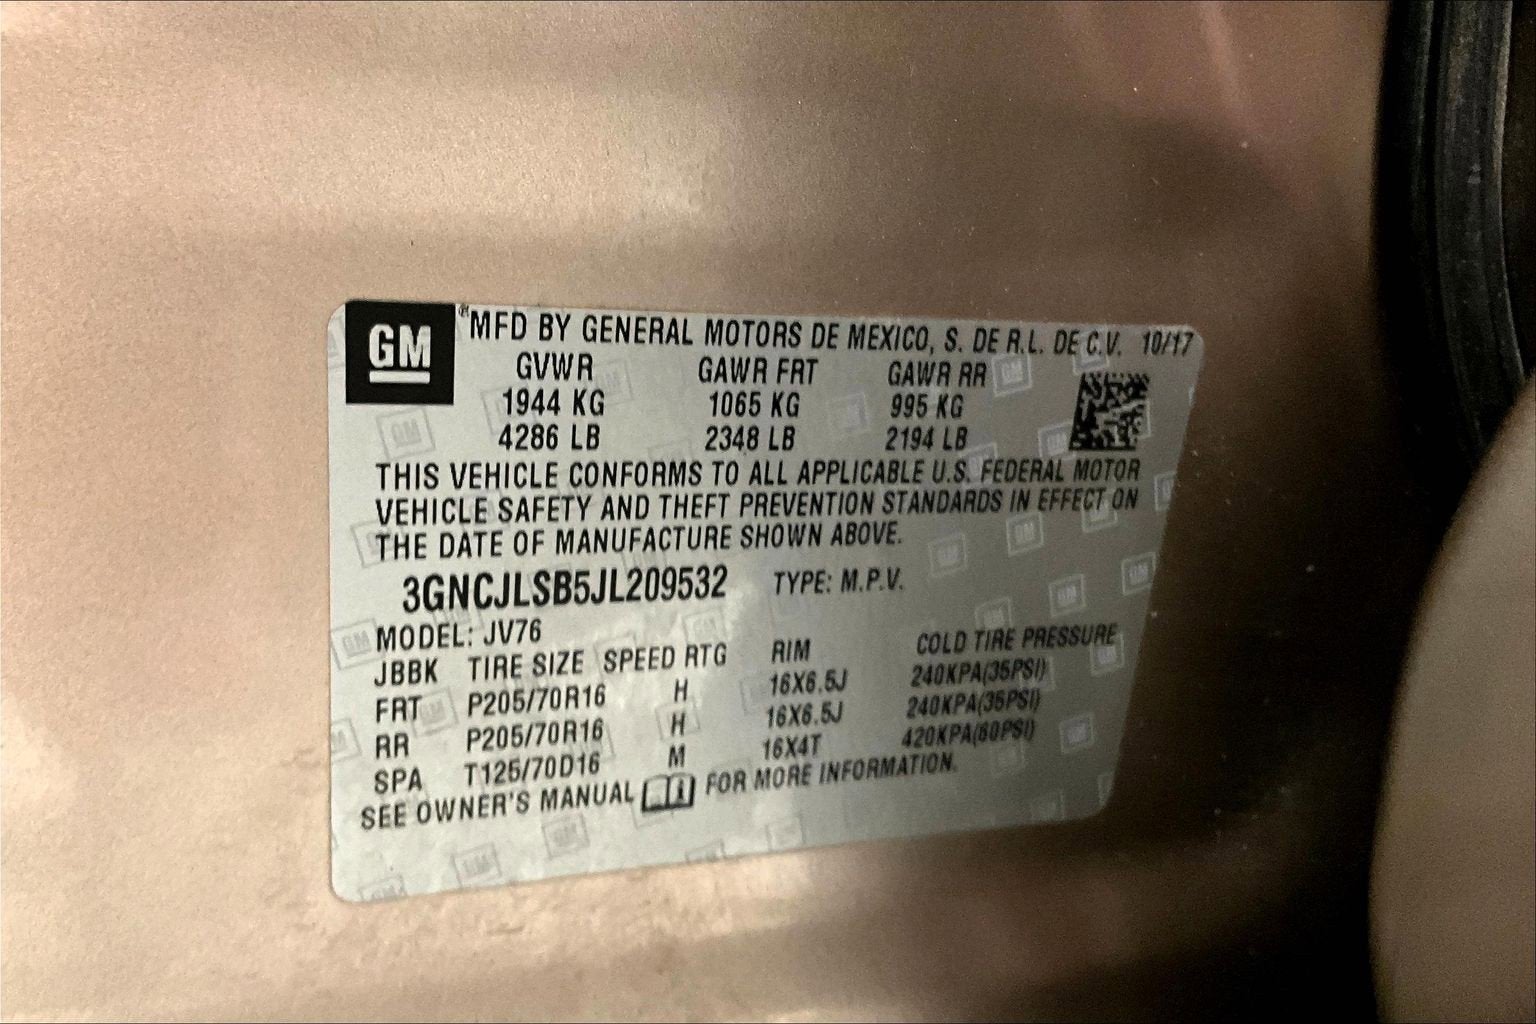 GM
® MFD BY GENERAL MOTORS DE MEXICO, S. DE R.L. DE C.V. 10/17
GVWR GAWR FRT GAWR RR
1944 KG 1065 KG 995 KG
4286 LB 2348 LB 2194 LB
THIS VEHICLE CONFORMS TO ALL APPLICABLE U.S. FEDERAL MOTOR
VEHICLE SAFETY AND THEFT PREVENTION STANDARDS IN EFFECT ON
THE DATE OF MANUFACTURE SHOWN ABOVE.
3GNCJLSB5JL209532 TYPE: M.P.V.
MODEL: JV76
JBBK TIRE SIZE SPEED RTG RIM COLD TIRE PRESSURE
FRT P205/70R16 H 16X6.5J 240KPA(35PSI)
RR P205/70R16 H 16X6.5J 240KPA(35PSI)
SPA T125/70D16 M 16X4T 420KPA(60PSI)
SEE OWNER'S MANUAL FOR MORE INFORMATION.